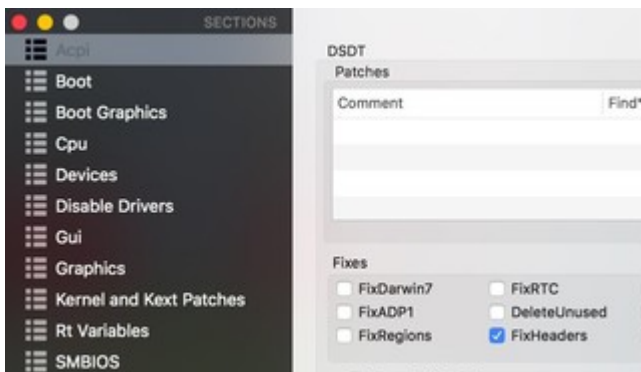 SECTIONS
Acpi
Boot
Boot Graphics
Cpu
Devices
Disable Drivers
Gui
Graphics
Kernel and Kext Patches
Rt Variables
SMBIOS
DSDT
Patches
Comment Find*
Fixes
FixDarwin7 FixRTC
FixADP1 DeleteUnused
FixRegions FixHeaders